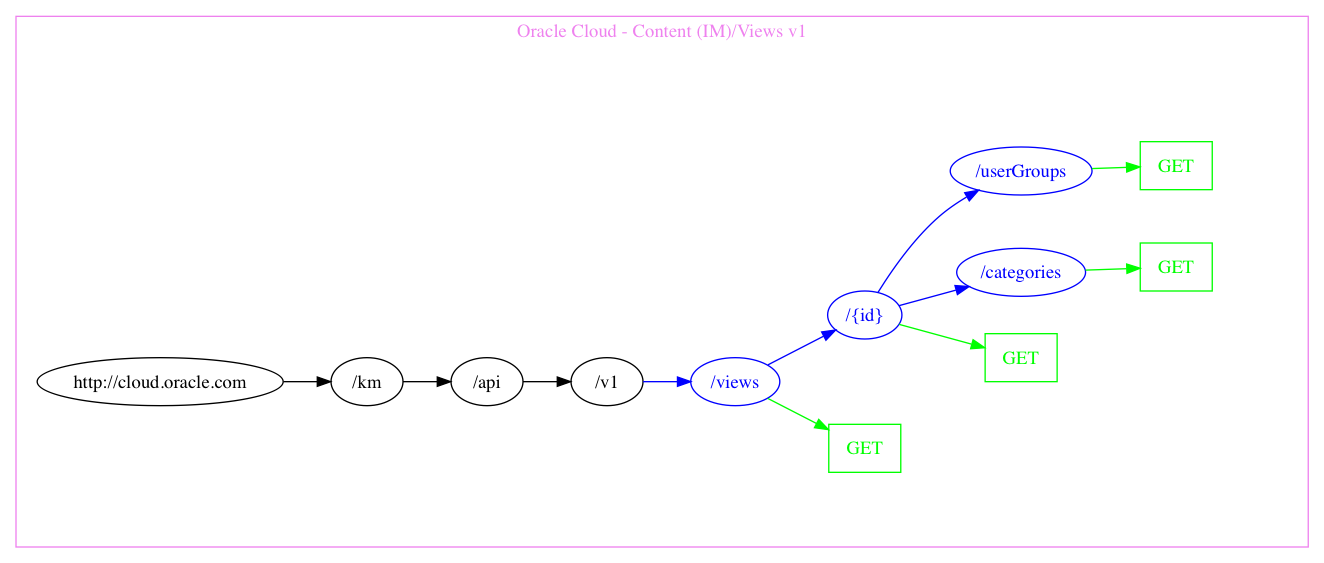 Oracle Cloud - Content (IM)/Views v1
/userGroups
GET
/categories
GET
/{id}
GET
http://cloud.oracle.com
/km
/api
/v1
/views
GET